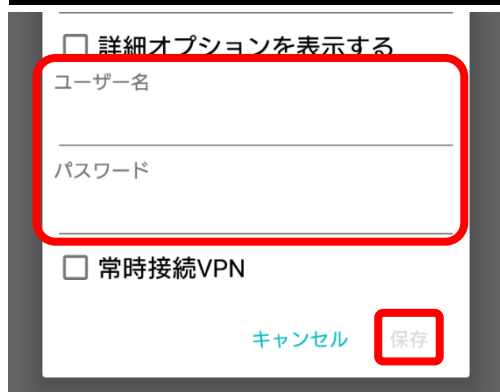 詳細オプションを表示する
ユーザー名
パスワード
常時接続VPN
キャンセル 保存